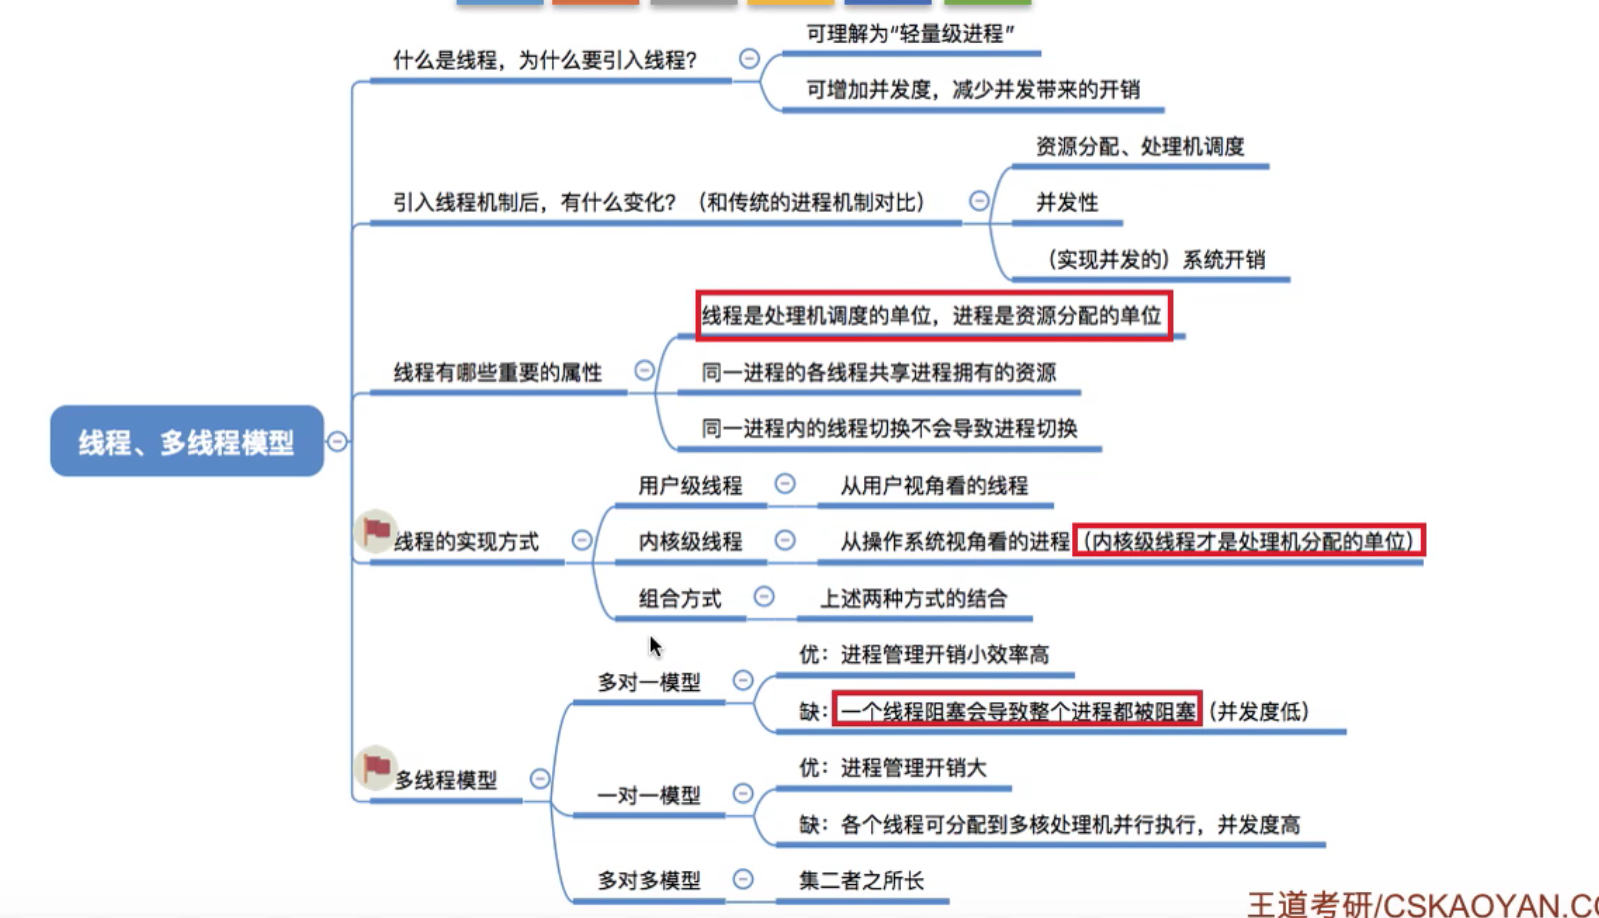 什么是线程，为什么要引入线程？
可理解为“轻量级进程”
可增加并发度，减少并发带来的开销
引入线程机制后，有什么变化？（和传统的进程机制对比）
资源分配、处理机调度
并发性
（实现并发的）系统开销
线程有哪些重要的属性
线程是处理机调度的单位，进程是资源分配的单位
同一进程的各线程共享进程拥有的资源
同一进程内的线程切换不会导致进程切换
线程、多线程模型
线程的实现方式
用户级线程
从用户视角看的线程
内核级线程
从操作系统视角看的进程（内核级线程才是处理机分配的单位）
组合方式
上述两种方式的结合
多线程模型
多对一模型
优：进程管理开销小效率高
缺：一个线程阻塞会导致整个进程都被阻塞（并发度低）
一对一模型
优：进程管理开销大
缺：各个线程可分配到多核处理机并行执行，并发度高
多对多模型
集二者之所长
王道考研/CSKAOYAN.C